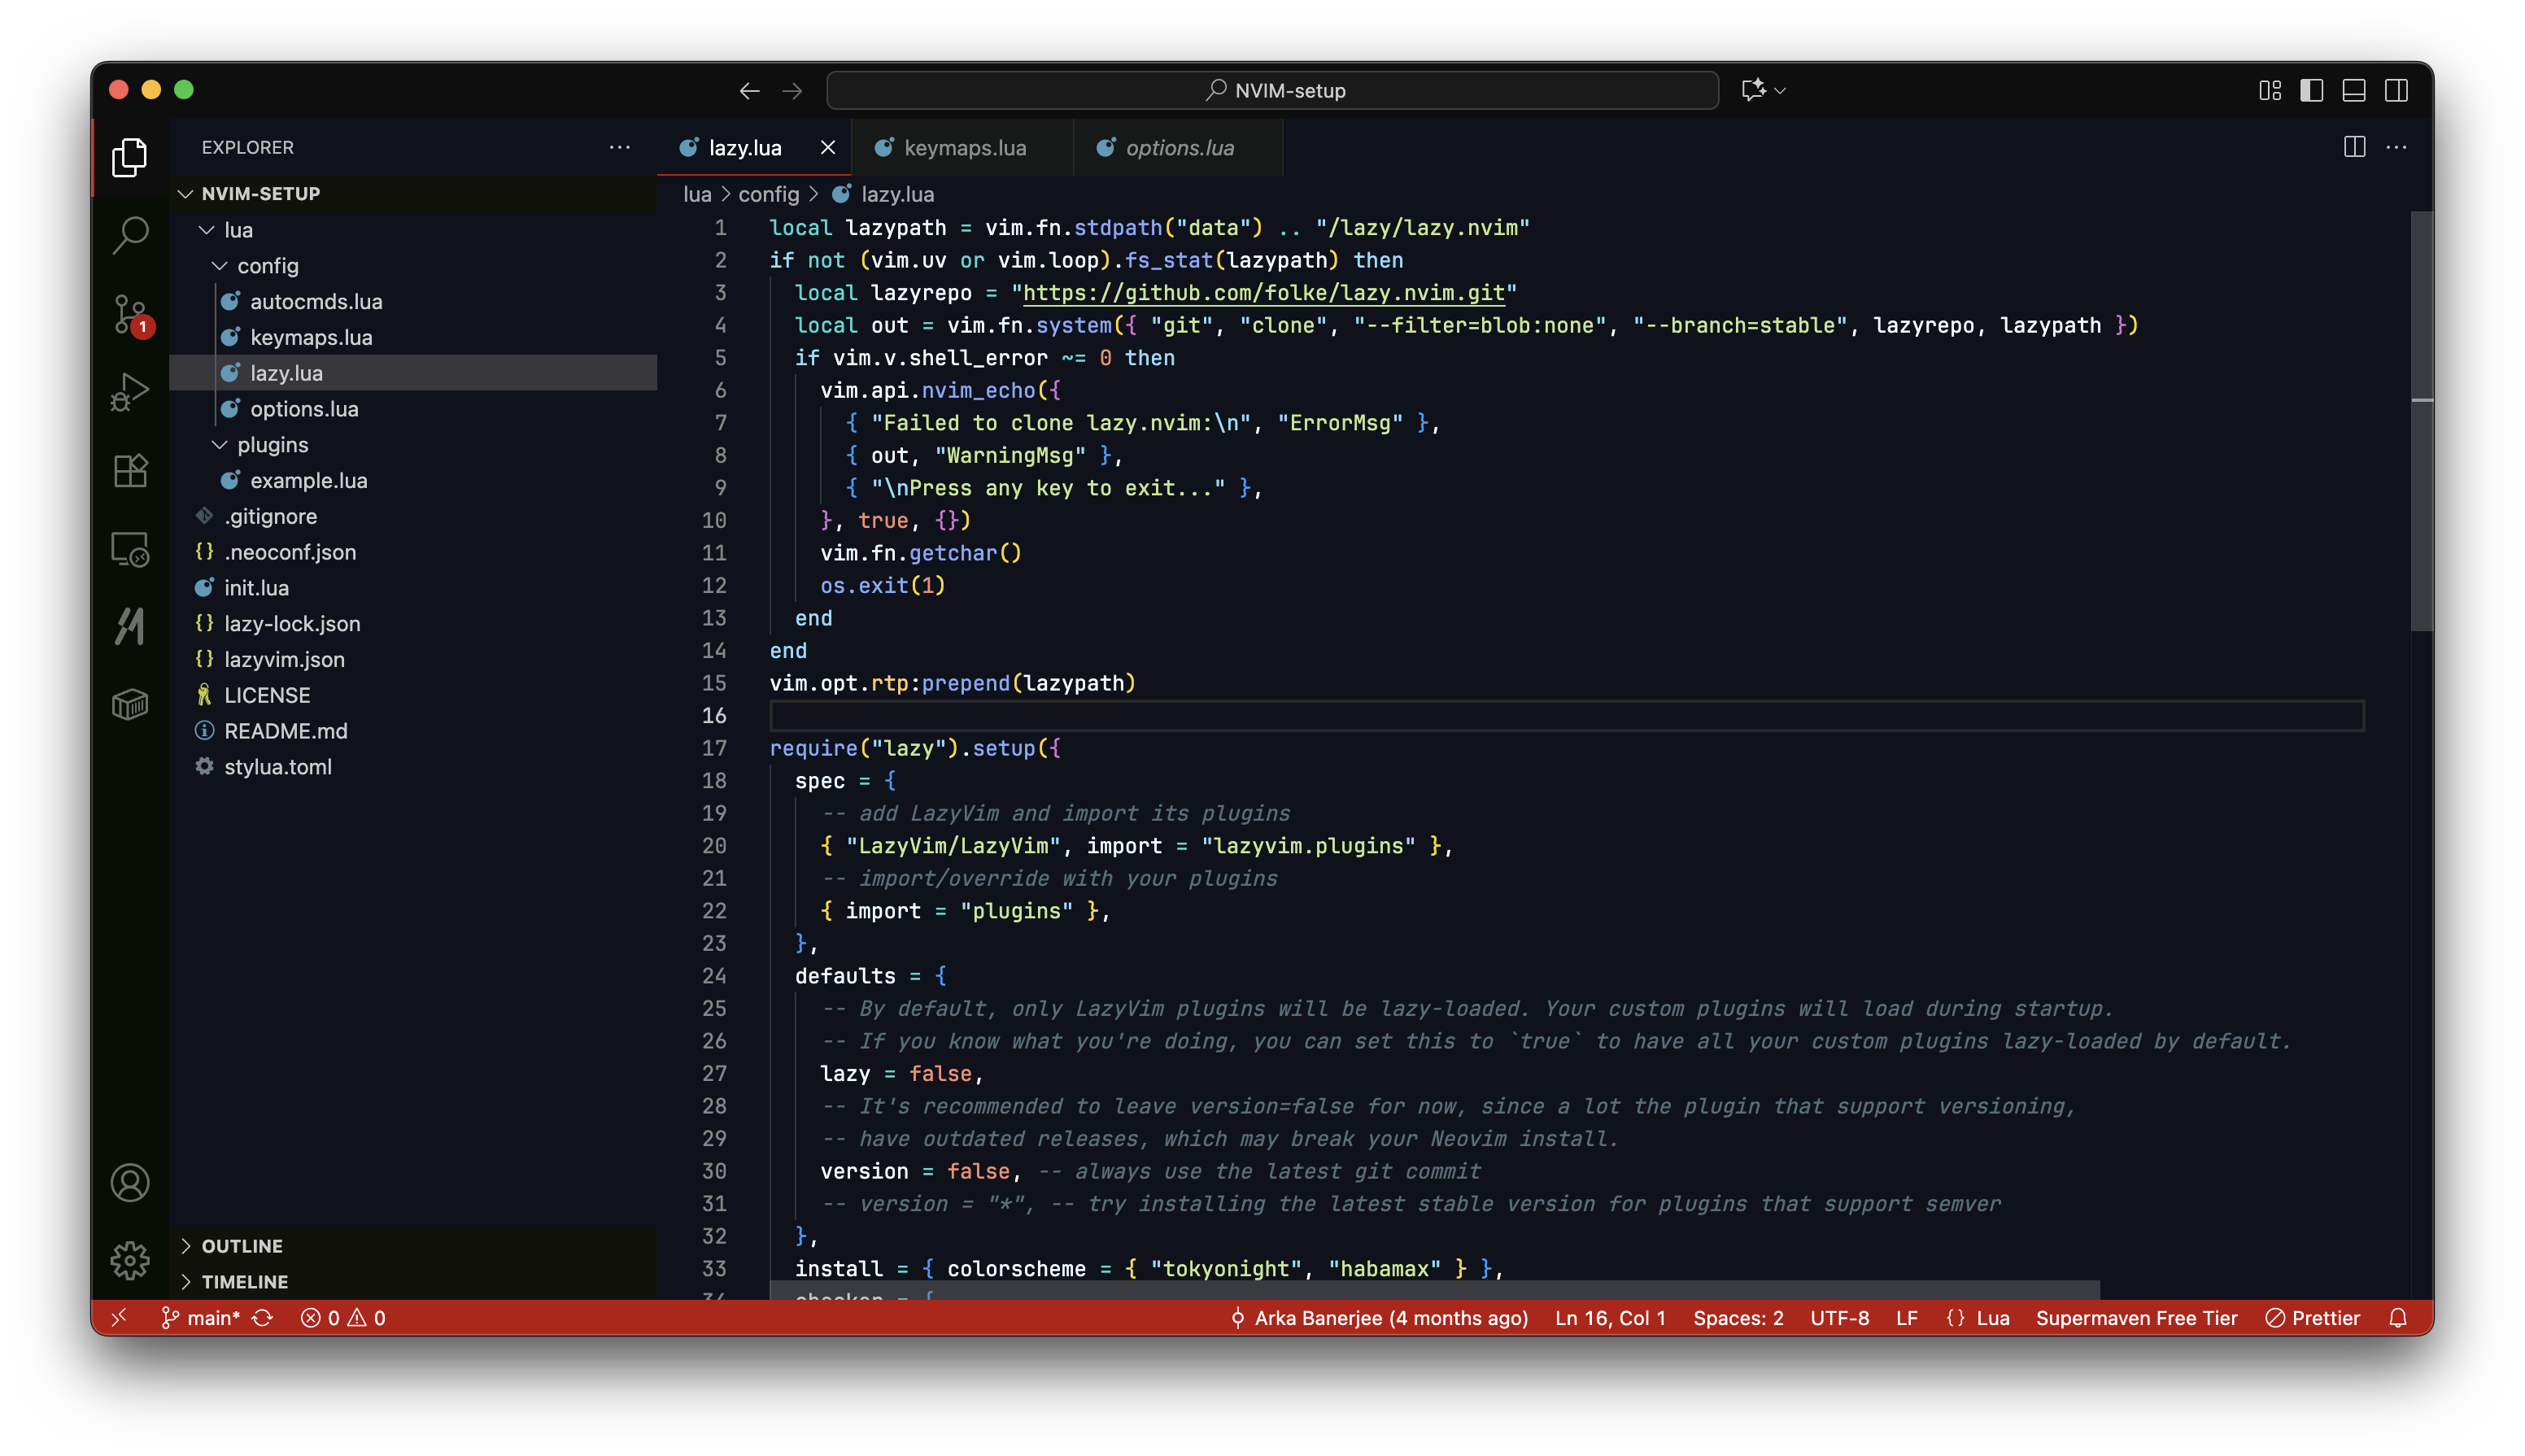 NVIM-setup
EXPLORER
NVIM-SETUP
lua
config
autocmds.lua
keymaps.lua
lazy.lua
options.lua
plugins
example.lua
.gitignore
.neoconf.json
init.lua
lazy-lock.json
lazyvim.json
LICENSE
README.md
stylua.toml
OUTLINE
TIMELINE
1
lazy.lua keymaps.lua options.lua
lua > config > lazy.lua
1 local lazypath = vim.fn.stdpath("data") .. "/lazy/lazy.nvim"
2 if not (vim.uv or vim.loop).fs_stat(lazypath) then
3   local lazyrepo = "https://github.com/folke/lazy.nvim.git"
4   local out = vim.fn.system({ "git", "clone", "--filter=blob:none", "--branch=stable", lazyrepo, lazypath })
5   if vim.v.shell_error ~= 0 then
6     vim.api.nvim_echo({
7       { "Failed to clone lazy.nvim:\n", "ErrorMsg" },
8       { out, "WarningMsg" },
9       { "\nPress any key to exit..." },
10     }, true, {})
11     vim.fn.getchar()
12     os.exit(1)
13   end
14 end
15 vim.opt.rtp:prepend(lazypath)
16
17 require("lazy").setup({
18   spec = {
19     -- add LazyVim and import its plugins
20     { "LazyVim/LazyVim", import = "lazyvim.plugins" },
21     -- import/override with your plugins
22     { import = "plugins" },
23   },
24   defaults = {
25     -- By default, only LazyVim plugins will be lazy-loaded. Your custom plugins will load during startup.
26     -- If you know what you're doing, you can set this to `true` to have all your custom plugins lazy-loaded by default.
27     lazy = false,
28     -- It's recommended to leave version=false for now, since a lot the plugin that support versioning,
29     -- have outdated releases, which may break your Neovim install.
30     version = false, -- always use the latest git commit
31     -- version = "*", -- try installing the latest stable version for plugins that support semver
32   },
33   install = { colorscheme = { "tokyonight", "habamax" } },
main* 0 0 Arka Banerjee (4 months ago) Ln 16, Col 1 Spaces: 2 UTF-8 LF {} Lua Supermaven Free Tier Prettier